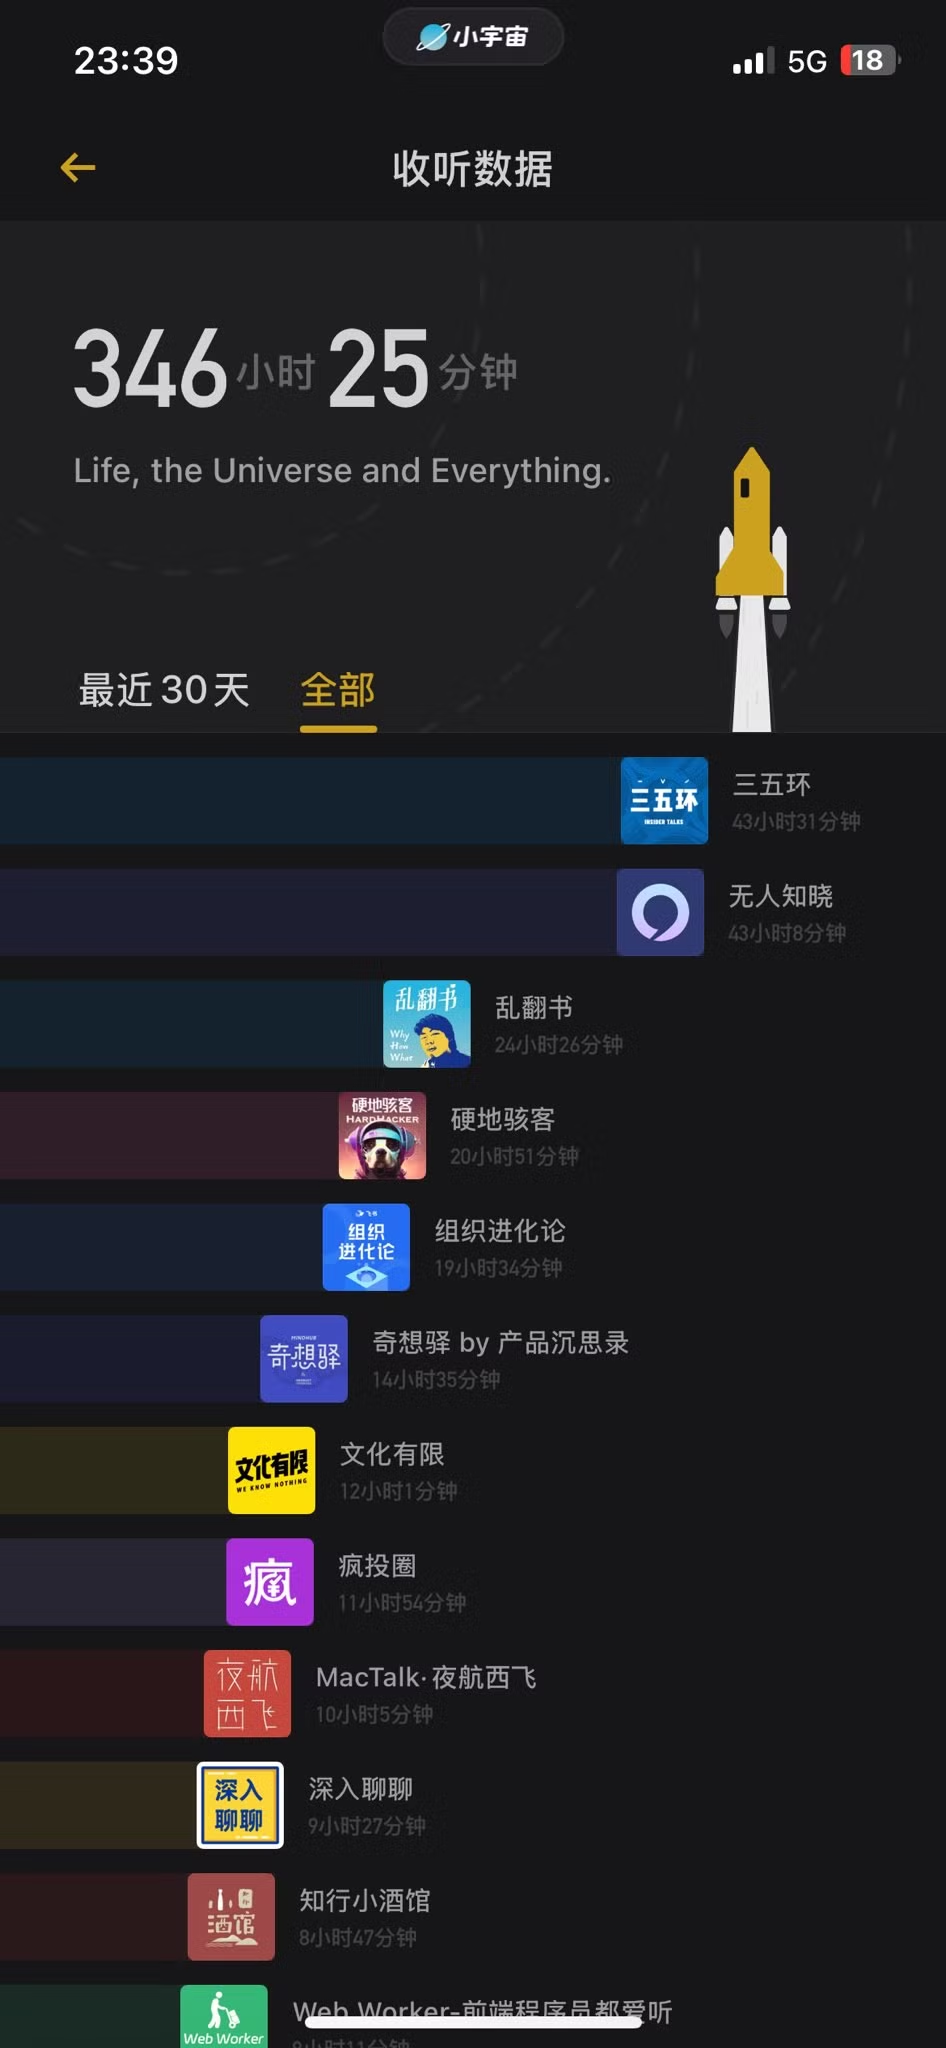 小宇宙
23:39
5G
18
收听数据
346小时25分钟
Life, the Universe and Everything.
最近30天
全部
三五环
INSIDER TALKS
三五环
43小时31分钟
无人知晓
43小时8分钟
乱翻书
Why
How
What
乱翻书
24小时26分钟
硬地骇客
HARDHACKER
硬地骇客
20小时51分钟
飞书
组织
进化论
组织进化论
19小时34分钟
MINDHUB
奇想驿
奇想驿 by 产品沉思录
14小时35分钟
文化有限
WE KNOW NOTHING
文化有限
12小时1分钟
疯
疯投圈
11小时54分钟
夜航
西飞
MacTalk·夜航西飞
10小时5分钟
深入
聊聊
深入聊聊
9小时27分钟
小
酒馆
知行小酒馆
8小时47分钟
Web Worker
Web Worker-前端程序员都爱听
8小时11分钟